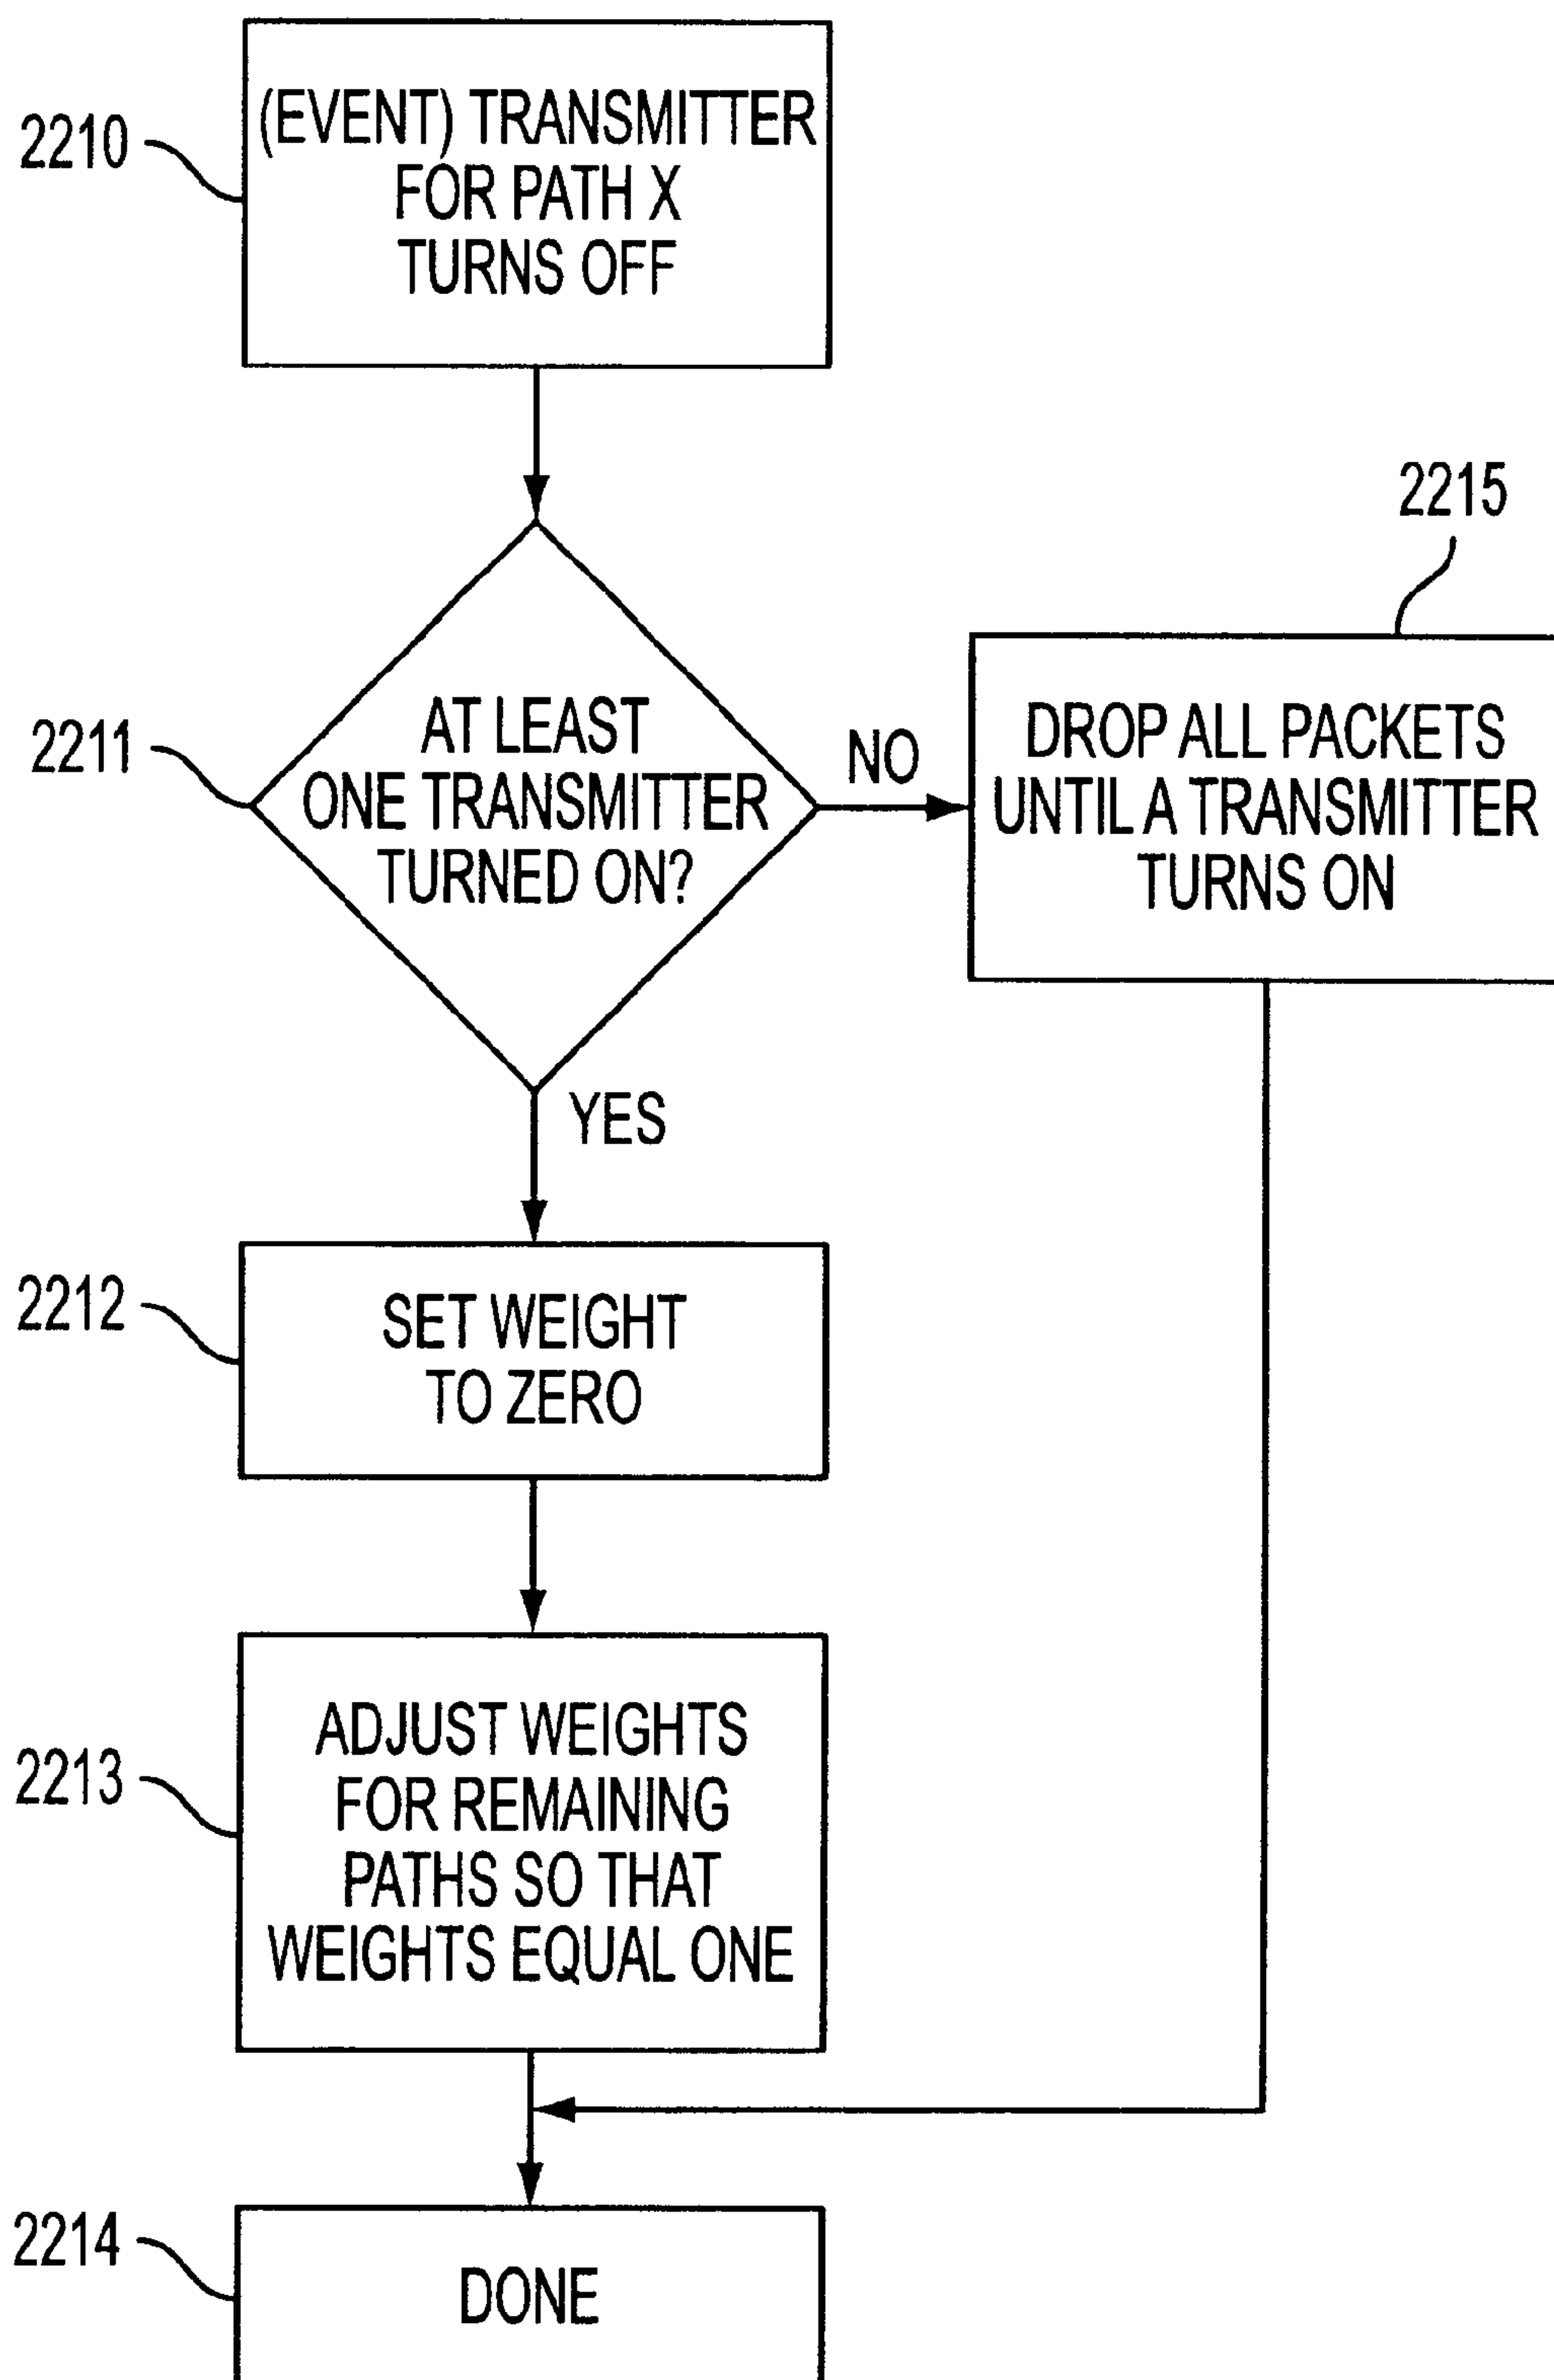 2210
(EVENT) TRANSMITTER
FOR PATH X
TURNS OFF
2211
AT LEAST
ONE TRANSMITTER
TURNED ON?
NO
2215
DROP ALL PACKETS
UNTIL A TRANSMITTER
TURNS ON
YES
2212
SET WEIGHT
TO ZERO
2213
ADJUST WEIGHTS
FOR REMAINING
PATHS SO THAT
WEIGHTS EQUAL ONE
2214
DONE